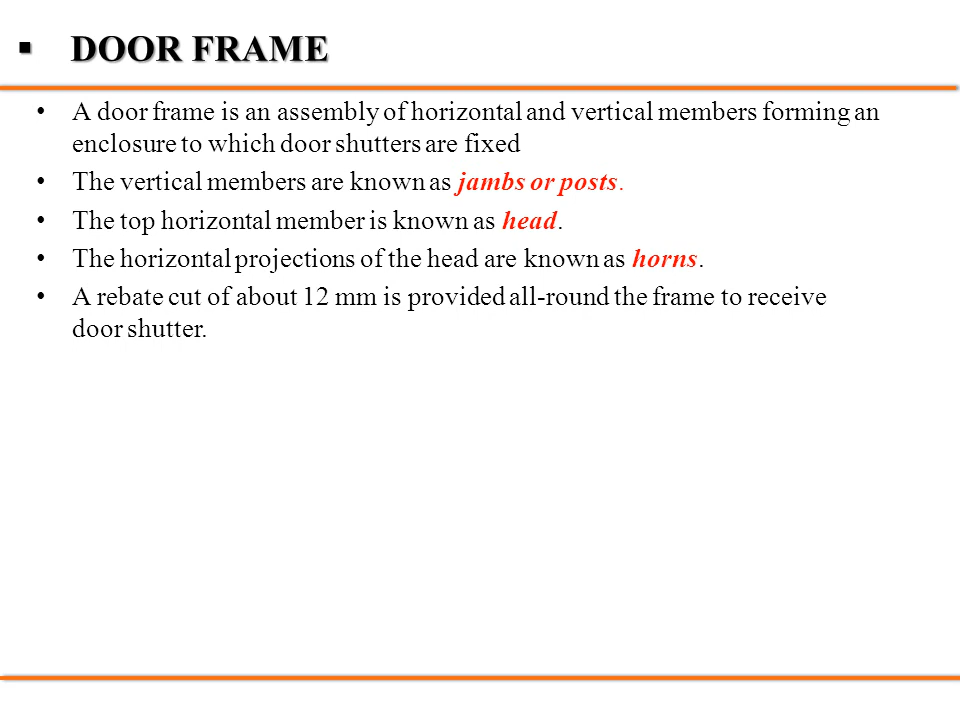 ▪ DOOR FRAME
• A door frame is an assembly of horizontal and vertical members forming an
enclosure to which door shutters are fixed
• The vertical members are known as jambs or posts.
• The top horizontal member is known as head.
• The horizontal projections of the head are known as horns.
• A rebate cut of about 12 mm is provided all-round the frame to receive
door shutter.